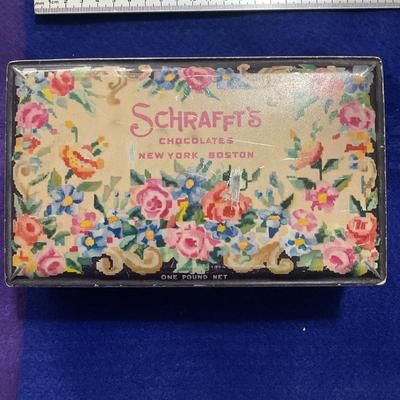 SCHRAFFT'S
CHOCOLATES
NEW YORK BOSTON
ONE POUND NET